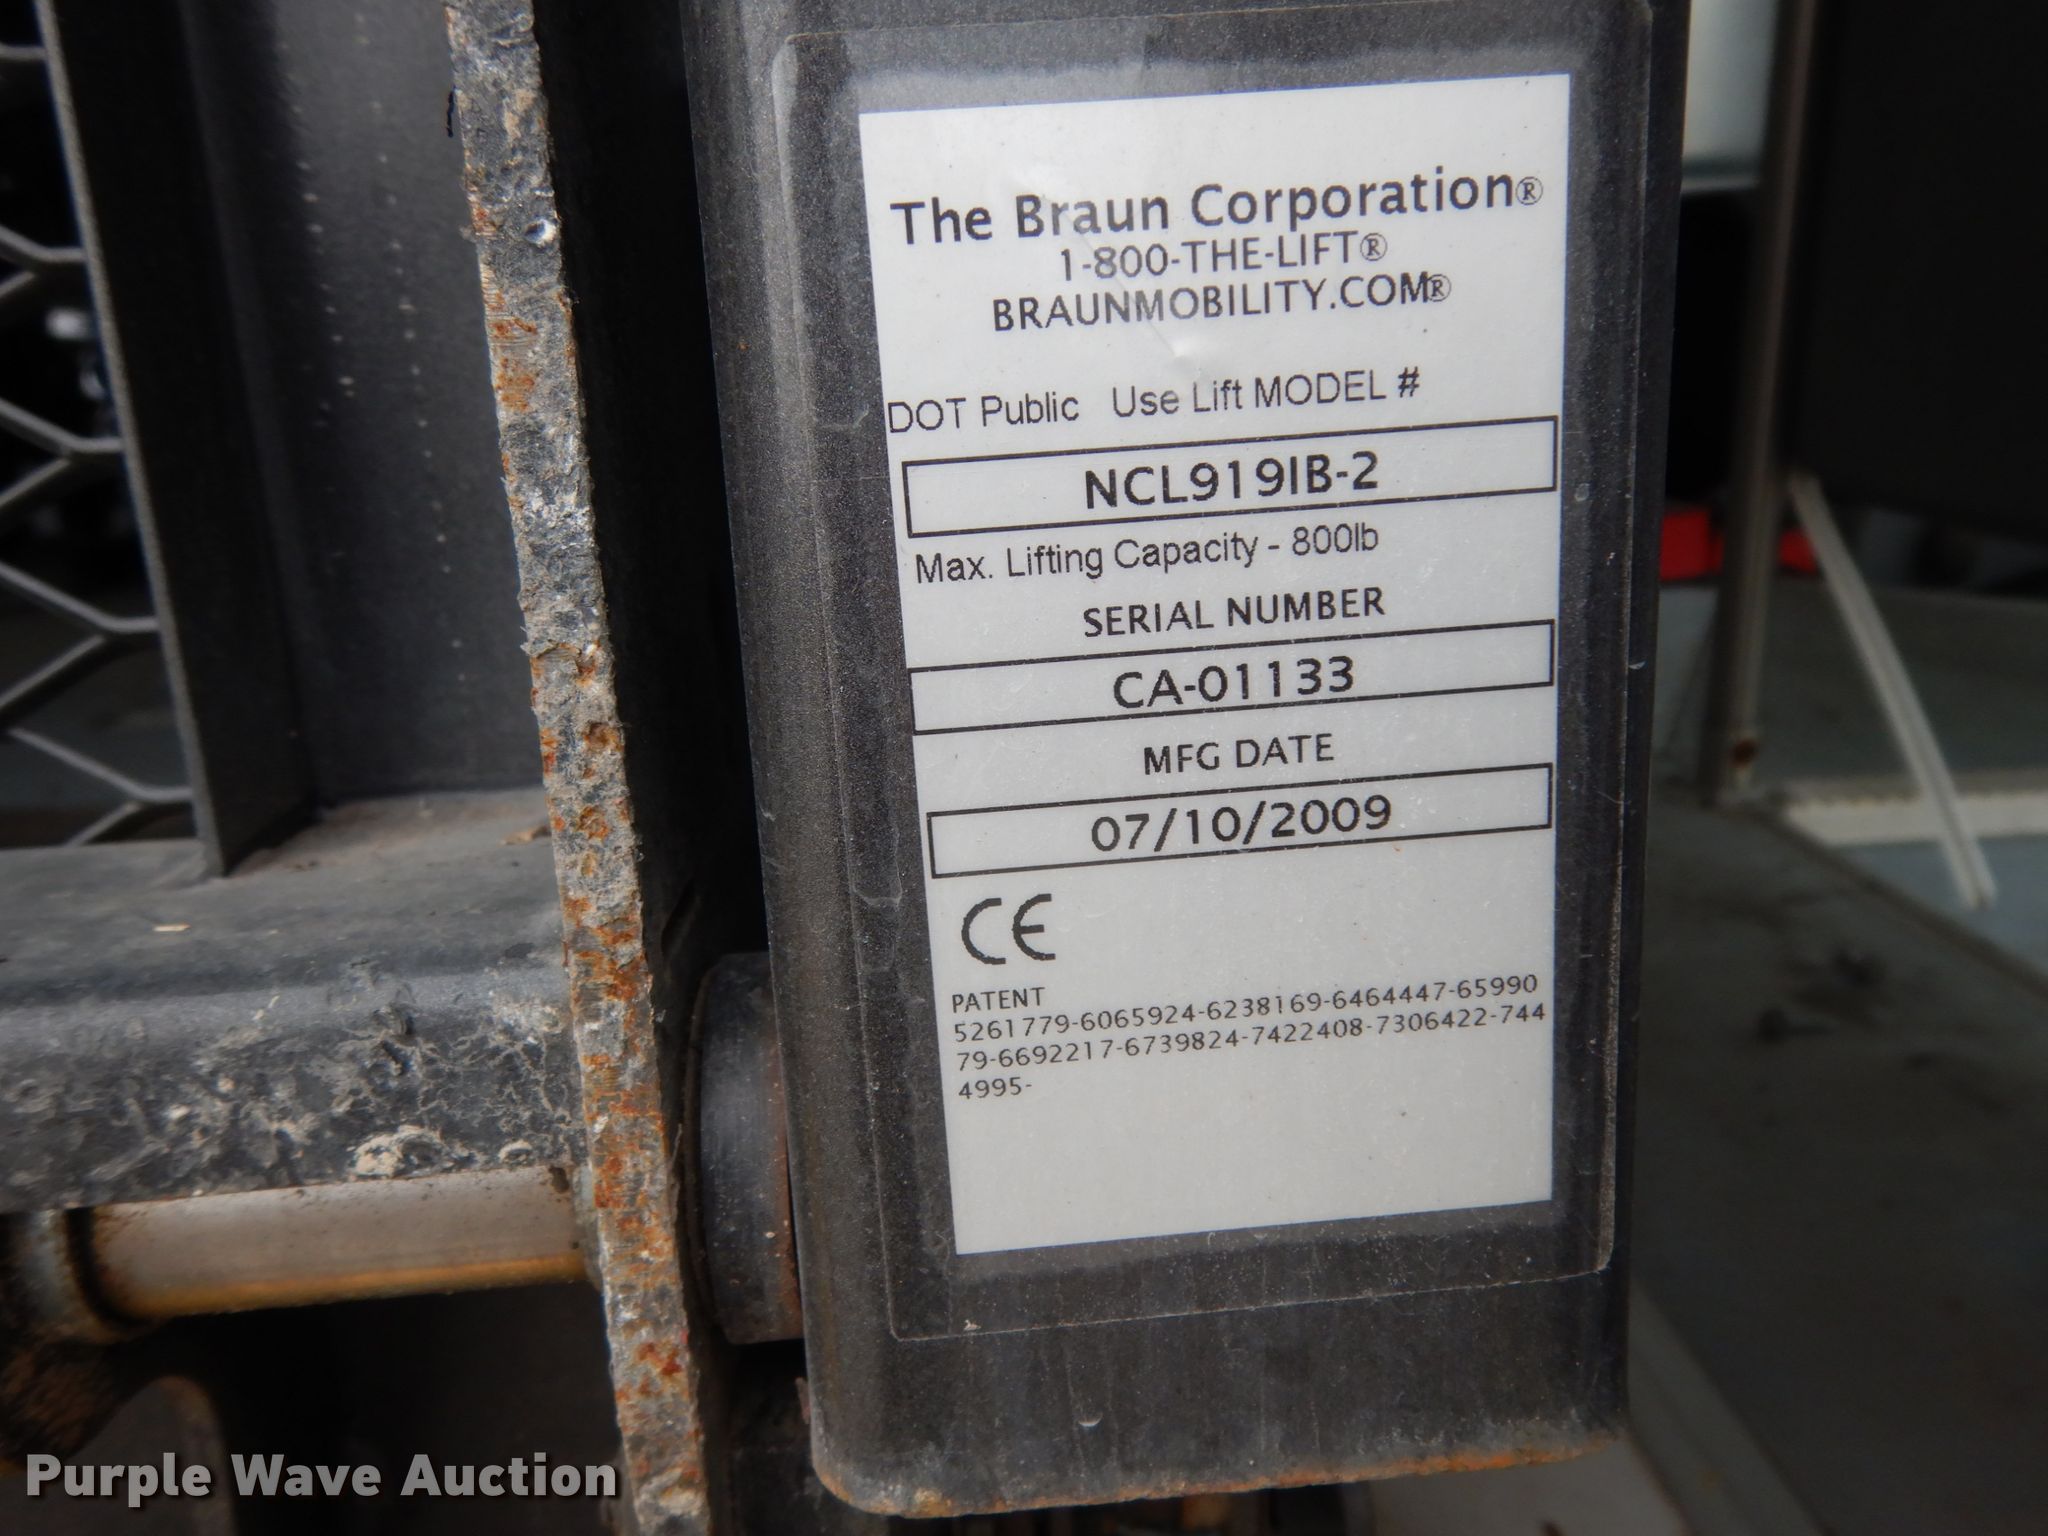 The Braun Corporation®
1-800-THE-LIFT®
BRAUNMOBILITY.COM®
DOT Public Use Lift MODEL #
NCL919IB-2
Max. Lifting Capacity - 800lb
SERIAL NUMBER
CA-01133
MFG DATE
07/10/2009
CE
PATENT
5261779-6065924-6238169-6464447-65990
79-6692217-6739824-7422408-7306422-744
4995-
Purple Wave Auction